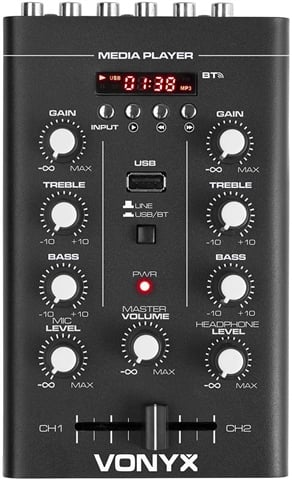 MEDIA PLAYER
USB
01:38
MP3
BT
GAIN
GAIN
INPUT
-∞ MAX
-∞ MAX
USB
TREBLE
TREBLE
LINE
USB/BT
-10 +10
-10 +10
BASS
BASS
PWR
-10 +10
-10 +10
MIC
LEVEL
MASTER
VOLUME
HEADPHONE
LEVEL
-∞ MAX
-∞ MAX
-∞ MAX
CH1
CH2
VONYX